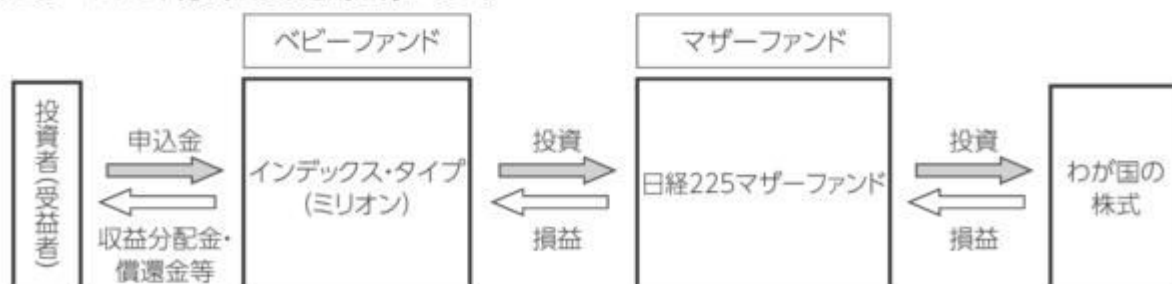 ベビーファンド
マザーファンド
投資者(受益者)
申込金
収益分配金・
償還金等
インデックス・タイプ
(ミリオン)
投資
損益
日経225マザーファンド
投資
損益
わが国の
株式